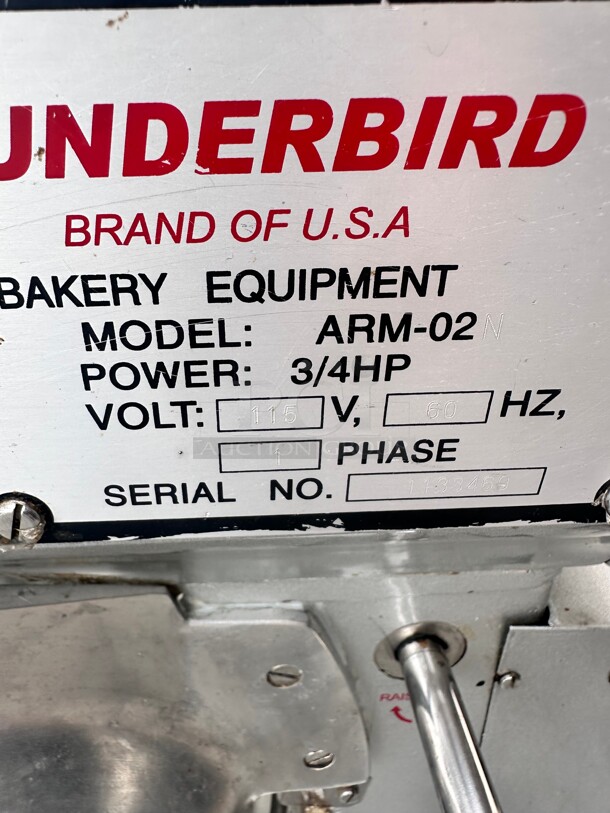 UNDERBIRD
BRAND OF U.S.A
BAKERY EQUIPMENT
MODEL: ARM-02N
POWER: 3/4HP
VOLT: 115 V, 60 HZ,
1 PHASE
SERIAL NO.